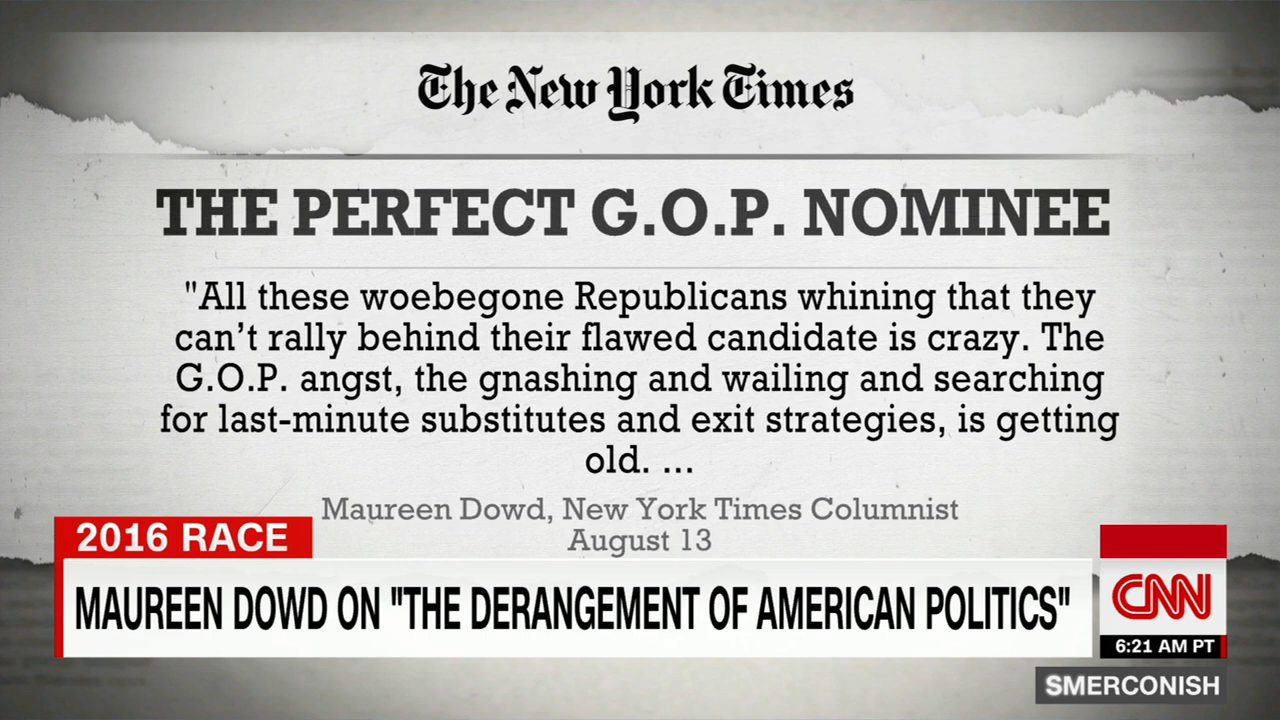 The New York Times
THE PERFECT G.O.P. NOMINEE
"All these woebegone Republicans whining that they
can’t rally behind their flawed candidate is crazy. The
G.O.P. angst, the gnashing and wailing and searching
for last-minute substitutes and exit strategies, is getting
old. ...
Maureen Dowd, New York Times Columnist
August 13
2016 RACE
MAUREEN DOWD ON "THE DERANGEMENT OF AMERICAN POLITICS"
CNN
6:21 AM PT
SMERCONISH